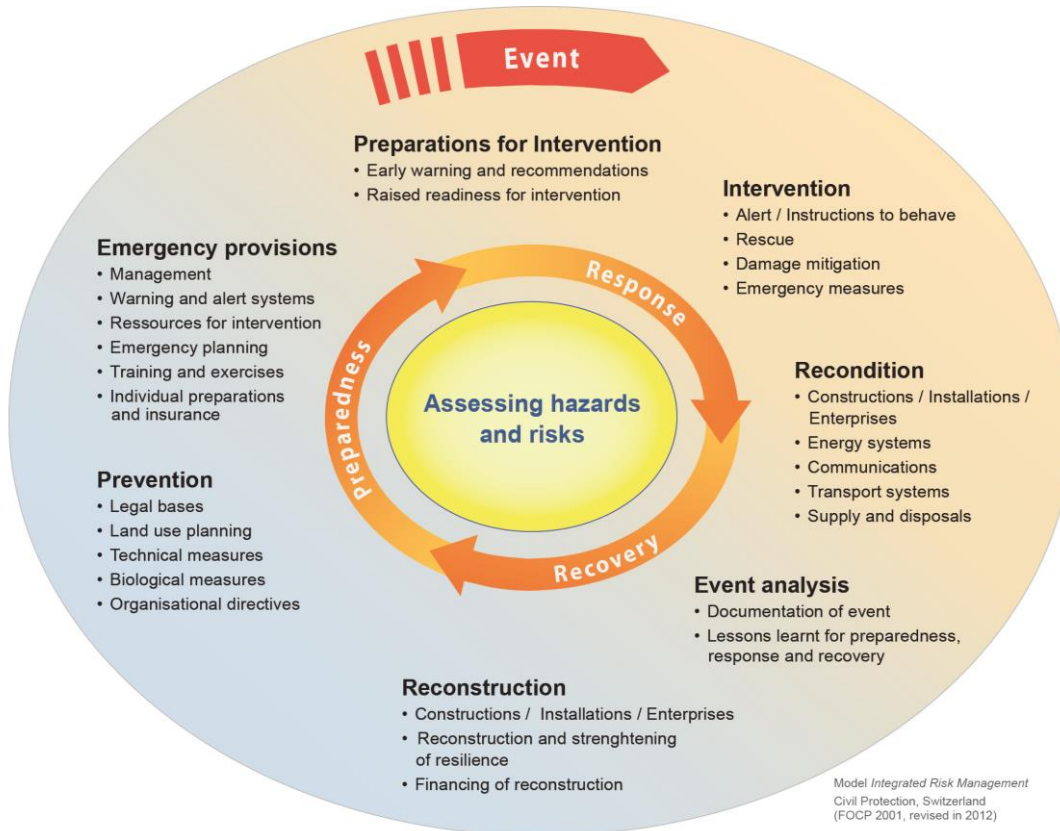 Event
Preparations for Intervention
• Early warning and recommendations
• Raised readiness for intervention
Intervention
• Alert / Instructions to behave
• Rescue
• Damage mitigation
• Emergency measures
Emergency provisions
• Management
• Warning and alert systems
• Ressources for intervention
• Emergency planning
• Training and exercises
• Individual preparations
and insurance
Response
Preparedness
Recovery
Assessing hazards
and risks
Recondition
• Constructions / Installations /
Enterprises
• Energy systems
• Communications
• Transport systems
• Supply and disposals
Prevention
• Legal bases
• Land use planning
• Technical measures
• Biological measures
• Organisational directives
Event analysis
• Documentation of event
• Lessons learnt for preparedness,
response and recovery
Reconstruction
• Constructions / Installations / Enterprises
• Reconstruction and strenghtening
of resilience
• Financing of reconstruction
Model Integrated Risk Management
Civil Protection, Switzerland
(FOCP 2001, revised in 2012)